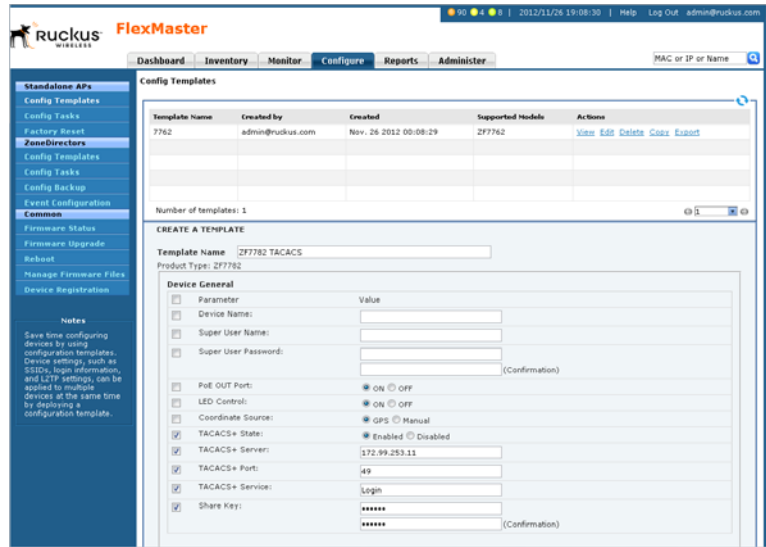 90 4 8 | 2012/11/26 19:08:30 | Help Log Out admin@ruckus.com
Ruckus WIRELESS
FlexMaster
Dashboard Inventory Monitor Configure Reports Administer
MAC or IP or Name
Standalone APs
Config Templates
Config Tasks
Factory Reset
ZoneDirectors
Config Templates
Config Tasks
Config Backup
Event Configuration
Common
Firmware Status
Firmware Upgrade
Reboot
Manage Firmware Files
Device Registration
Notes
Save time configuring
devices by using
configuration templates.
Device settings, such as
SSIDs, login information,
and L2TP settings, can be
applied to multiple
devices at the same time
by deploying a
configuration template.
Config Templates
Template Name Created by Created Supported Models Actions
7762 admin@ruckus.com Nov. 26 2012 00:08:29 ZF7762 View Edit Delete Copy Export
Number of templates: 1
1
CREATE A TEMPLATE
Template Name ZF7782 TACACS
Product Type: ZF7782
Device General
Parameter Value
Device Name:
Super User Name:
Super User Password:
(Confirmation)
PoE OUT Port: ON OFF
LED Control: ON OFF
Coordinate Source: GPS Manual
TACACS+ State: Enabled Disabled
TACACS+ Server: 172.99.253.11
TACACS+ Port: 49
TACACS+ Service: Login
Share Key: ••••••
•••••• (Confirmation)